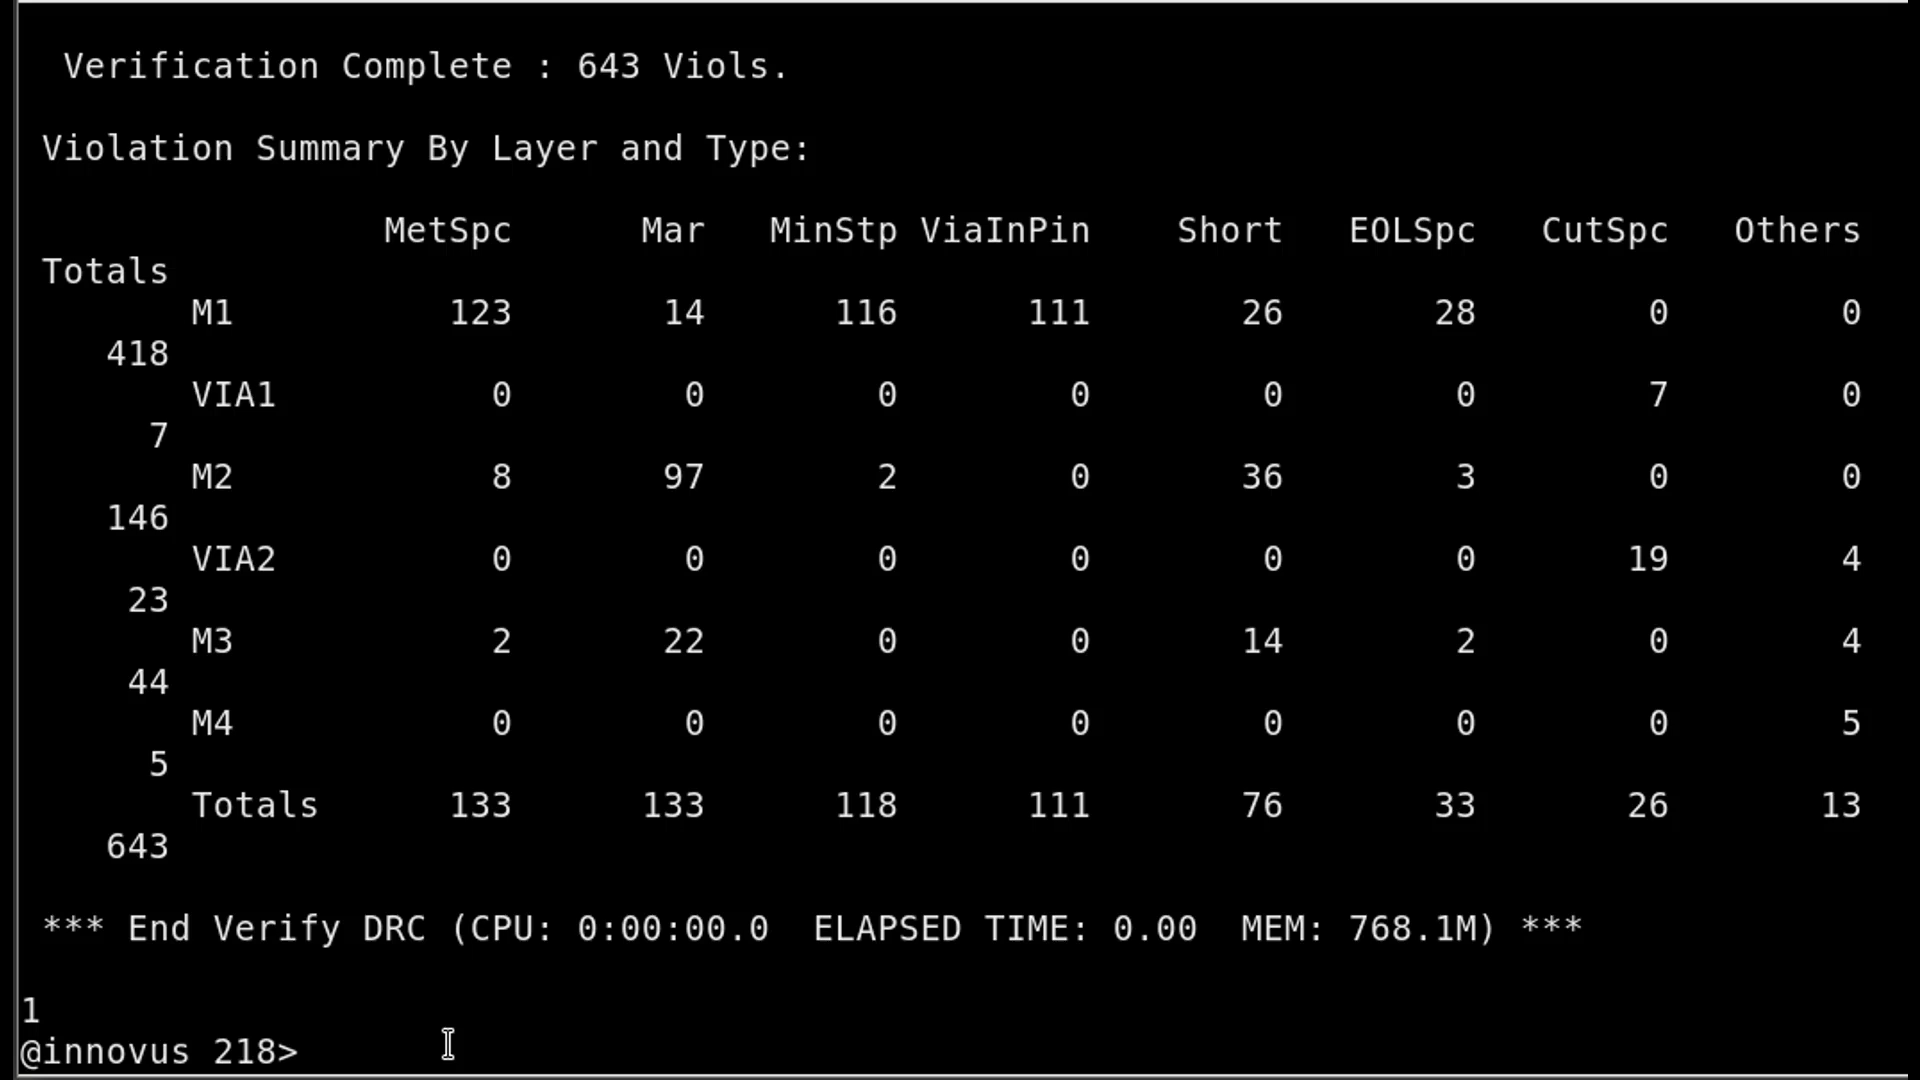 Verification Complete : 643 Viols.
Violation Summary By Layer and Type:
MetSpc Mar MinStp ViaInPin Short EOLSpc CutSpc Others
Totals
M1 123 14 116 111 26 28 0 0
418
VIA1 0 0 0 0 0 0 7 0
7
M2 8 97 2 0 36 3 0 0
146
VIA2 0 0 0 0 0 0 19 4
23
M3 2 22 0 0 14 2 0 4
44
M4 0 0 0 0 0 0 0 5
5
Totals 133 133 118 111 76 33 26 13
643
*** End Verify DRC (CPU: 0:00:00.0 ELAPSED TIME: 0.00 MEM: 768.1M) ***
1
@innovus 218>